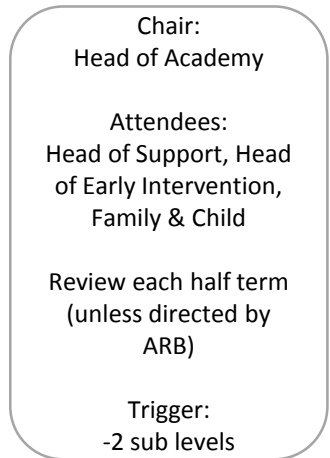 Chair:
Head of Academy
Attendees:
Head of Support, Head
of Early Intervention,
Family & Child
Review each half term
(unless directed by
ARB)
Trigger:
-2 sub levels